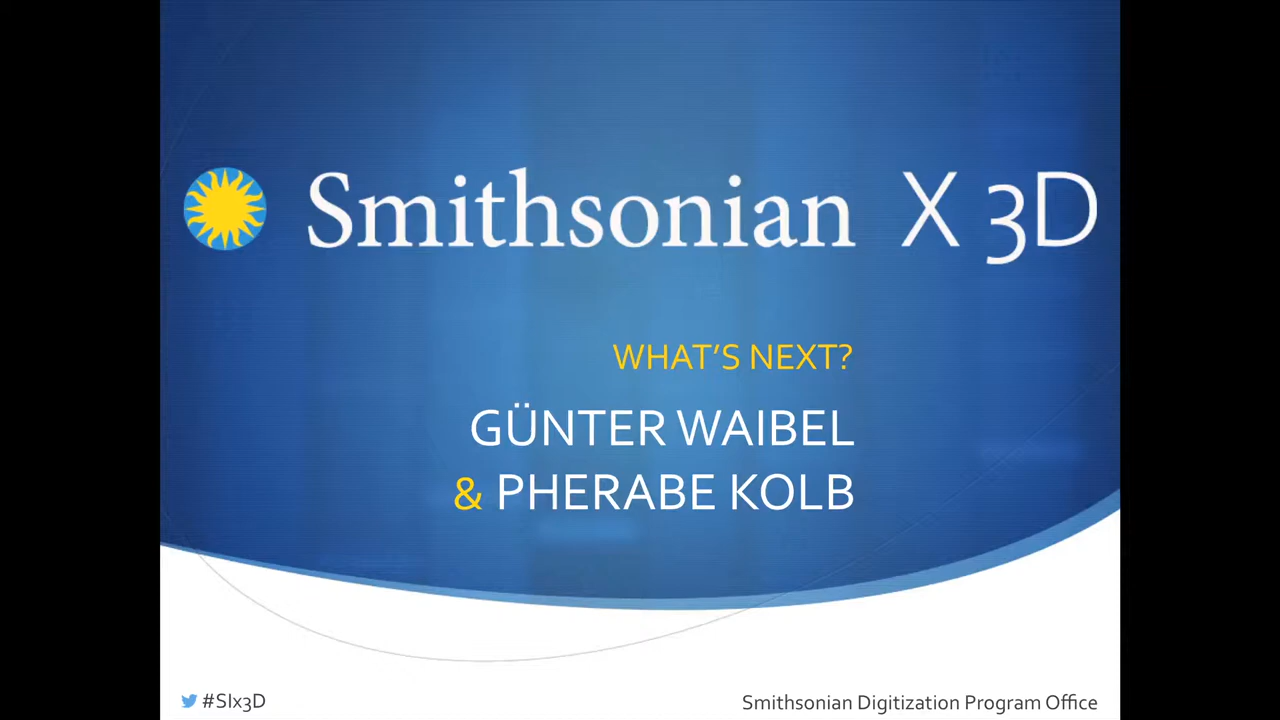 Smithsonian X 3D
WHAT'S NEXT?
GÜNTER WAIBEL
& PHERABE KOLB
#SIx3D
Smithsonian Digitization Program Office